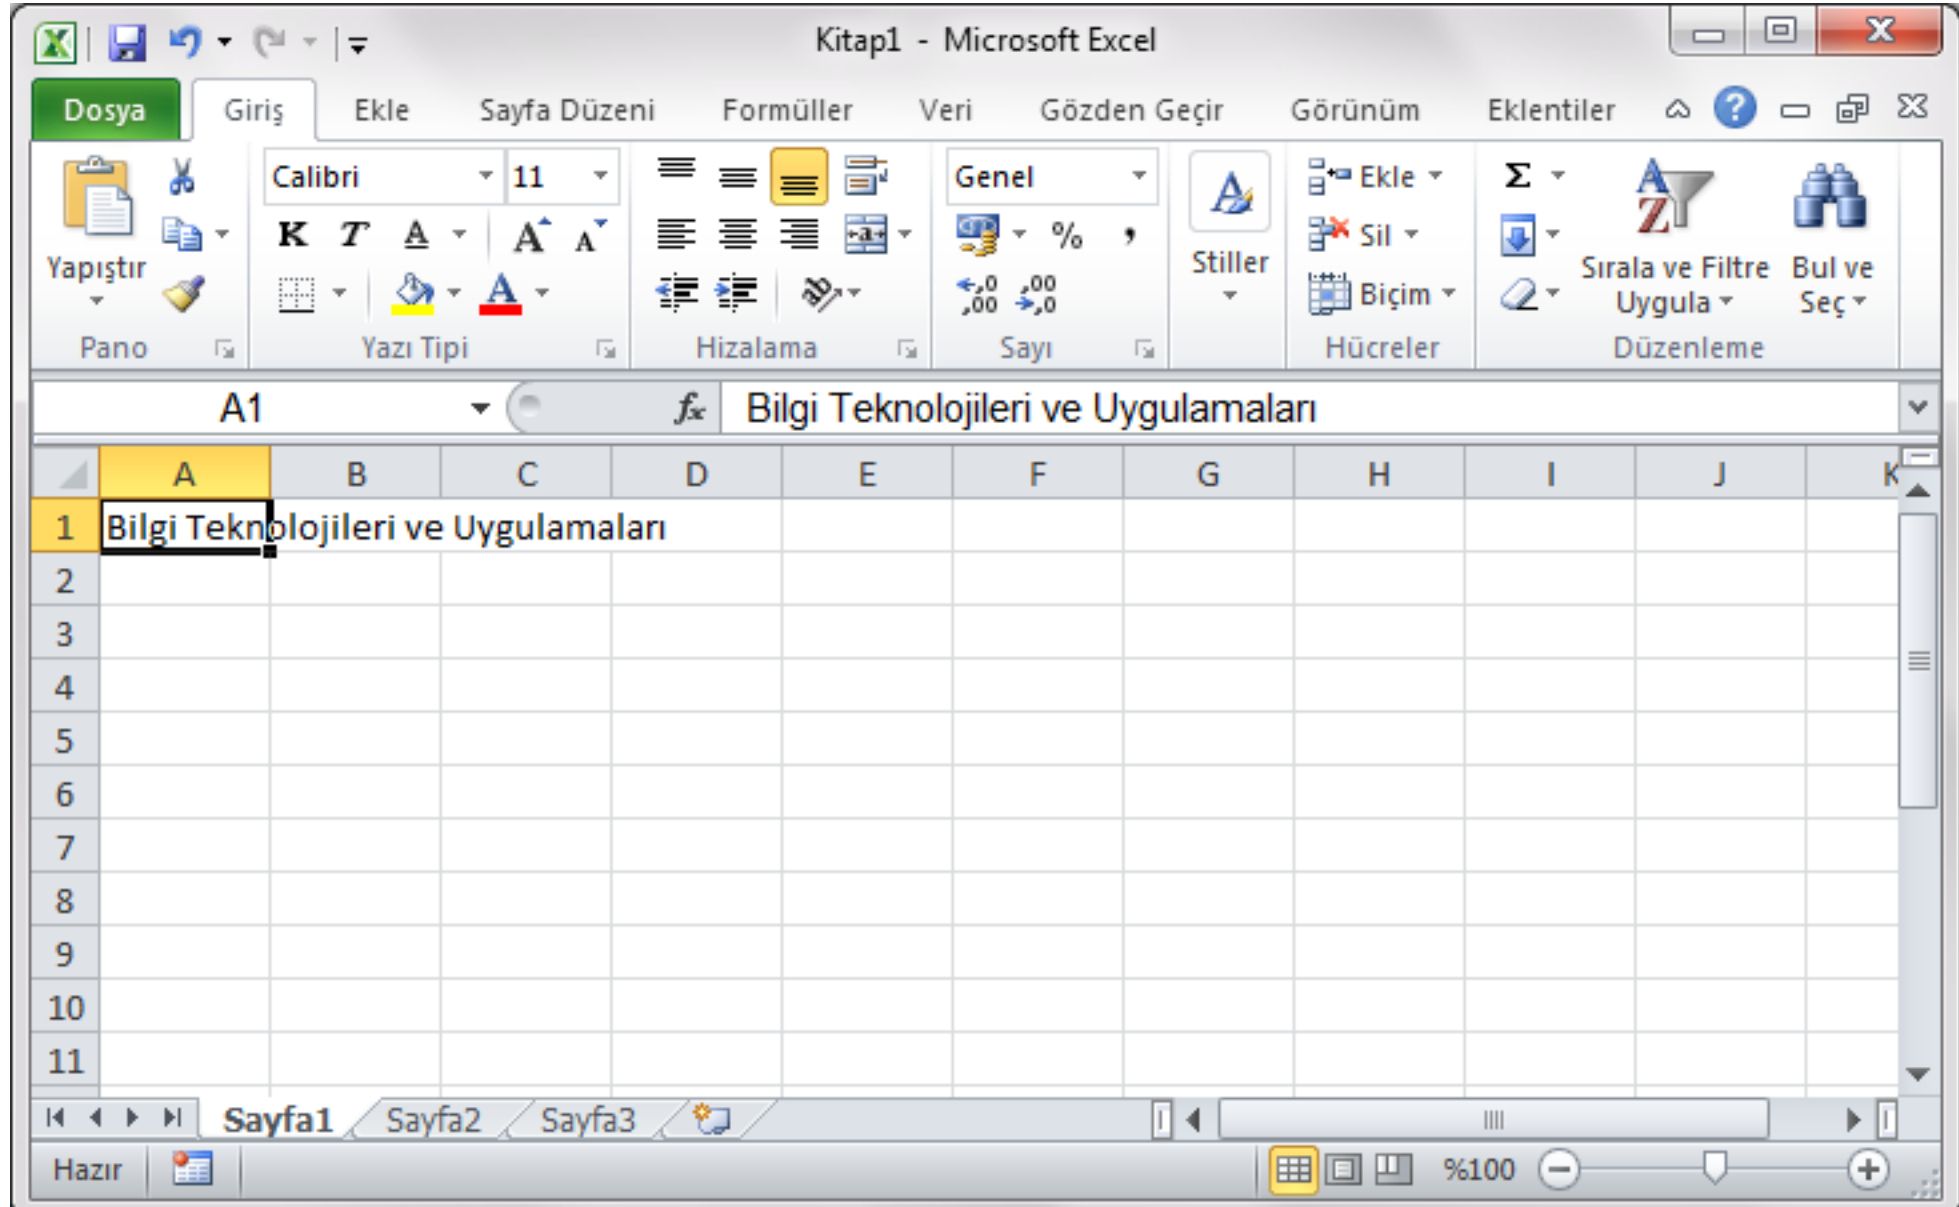 Kitap1 - Microsoft Excel
Dosya Giriş Ekle Sayfa Düzeni Formüller Veri Gözden Geçir Görünüm Eklentiler
Calibri 11 Genel Ekle
K T A A A % Sil
Yapıştır Stiller Biçim Sırala ve Filtre Uygula Bul ve Seç
Pano Yazı Tipi Hizalama Sayı Hücreler Düzenleme
A1 fx Bilgi Teknolojileri ve Uygulamaları
A B C D E F G H I J K
1 Bilgi Teknolojileri ve Uygulamaları
2
3
4
5
6
7
8
9
10
11
Sayfa1 Sayfa2 Sayfa3
Hazır %100